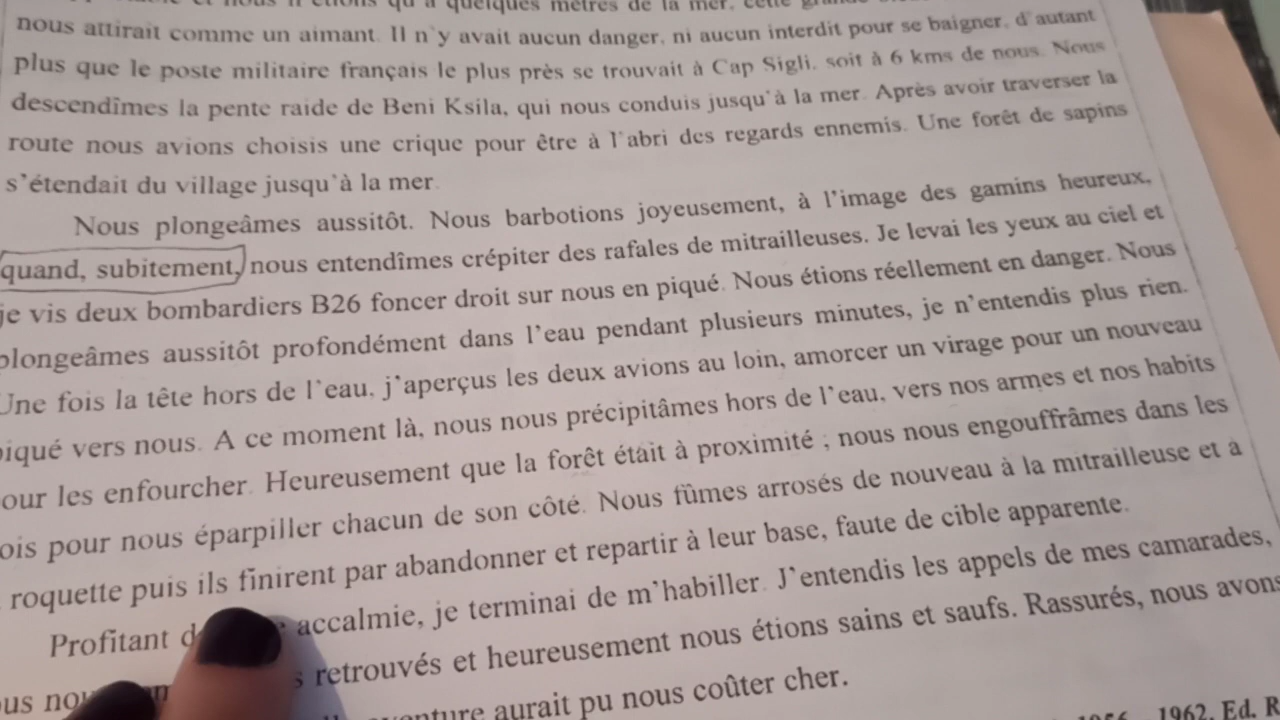 et nous n'étions qu'à quelques mètres de la mer, cette
nous attirait comme un aimant. Il n'y avait aucun danger, ni aucun interdit pour se baigner, d'autant
plus que le poste militaire français le plus près se trouvait à Cap Sigli, soit à 6 kms de nous. Nous
descendîmes la pente raide de Beni Ksila, qui nous conduis jusqu'à la mer. Après avoir traverser la
route nous avions choisis une crique pour être à l'abri des regards ennemis. Une forêt de sapins
s'étendait du village jusqu'à la mer.
Nous plongeâmes aussitôt. Nous barbotions joyeusement, à l'image des gamins heureux,
quand, subitement, nous entendîmes crépiter des rafales de mitrailleuses. Je levai les yeux au ciel et
je vis deux bombardiers B26 foncer droit sur nous en piqué. Nous étions réellement en danger. Nous
plongeâmes aussitôt profondément dans l'eau pendant plusieurs minutes, je n'entendis plus rien.
Une fois la tête hors de l'eau, j'aperçus les deux avions au loin, amorcer un virage pour un nouveau
piqué vers nous. A ce moment là, nous nous précipitâmes hors de l'eau, vers nos armes et nos habits
our les enfourcher. Heureusement que la forêt était à proximité ; nous nous engouffrâmes dans les
ois pour nous éparpiller chacun de son côté. Nous fûmes arrosés de nouveau à la mitrailleuse et à
roquette puis ils finirent par abandonner et repartir à leur base, faute de cible apparente.
Profitant accalmie, je terminai de m'habiller. J'entendis les appels de mes camarades,
retrouvés et heureusement nous étions sains et saufs. Rassurés, nous avons
aurait pu nous coûter cher.
1962, Ed. R